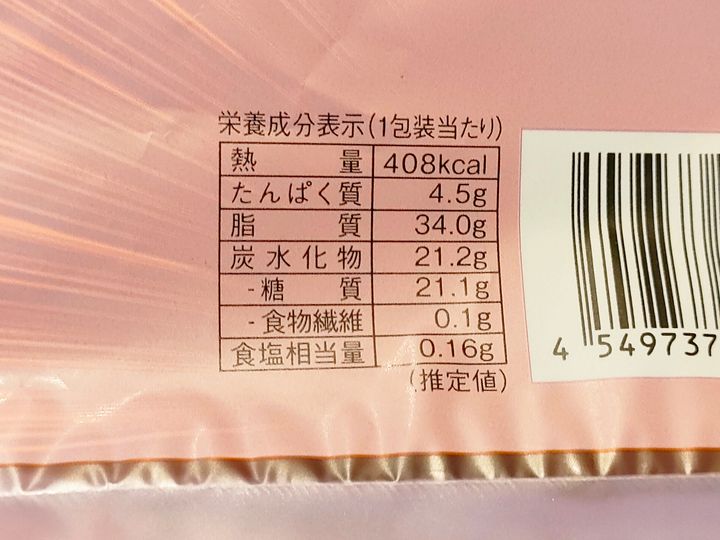 栄養成分表示(1包装当たり)
熱量 408kcal
たんぱく質 4.5g
脂質 34.0g
炭水化物 21.2g
-糖質 21.1g
-食物繊維 0.1g
食塩相当量 0.16g
(推定値)
4 549737